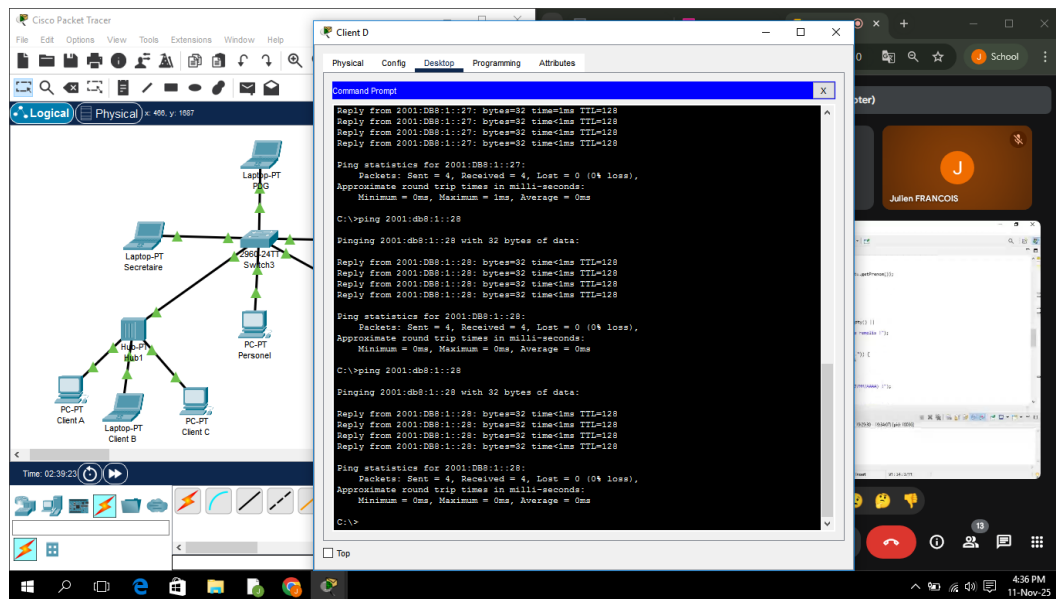 Cisco Packet Tracer
File Edit Options View Tools Extensions Window Help
Logical Physical x: 466, y: 1687
Laptop-PT
PDG
Laptop-PT
Secretaire
2960-24TT
Switch3
PC-PT
Personel
Hub-PT
Hub1
PC-PT
Client A
Laptop-PT
Client B
PC-PT
Client C
Time: 02:39:23
Client D
Physical Config Desktop Programming Attributes
Command Prompt
X
Reply from 2001:DB8:1::27: bytes=32 time=1ms TTL=128
Reply from 2001:DB8:1::27: bytes=32 time<1ms TTL=128
Reply from 2001:DB8:1::27: bytes=32 time<1ms TTL=128
Reply from 2001:DB8:1::27: bytes=32 time<1ms TTL=128
Ping statistics for 2001:DB8:1::27:
Packets: Sent = 4, Received = 4, Lost = 0 (0% loss),
Approximate round trip times in milli-seconds:
Minimum = 0ms, Maximum = 1ms, Average = 0ms
C:\>ping 2001:db8:1::28
Pinging 2001:db8:1::28 with 32 bytes of data:
Reply from 2001:DB8:1::28: bytes=32 time<1ms TTL=128
Reply from 2001:DB8:1::28: bytes=32 time<1ms TTL=128
Reply from 2001:DB8:1::28: bytes=32 time<1ms TTL=128
Reply from 2001:DB8:1::28: bytes=32 time<1ms TTL=128
Ping statistics for 2001:DB8:1::28:
Packets: Sent = 4, Received = 4, Lost = 0 (0% loss),
Approximate round trip times in milli-seconds:
Minimum = 0ms, Maximum = 0ms, Average = 0ms
C:\>ping 2001:db8:1::28
Pinging 2001:db8:1::28 with 32 bytes of data:
Reply from 2001:DB8:1::28: bytes=32 time<1ms TTL=128
Reply from 2001:DB8:1::28: bytes=32 time<1ms TTL=128
Reply from 2001:DB8:1::28: bytes=32 time<1ms TTL=128
Reply from 2001:DB8:1::28: bytes=32 time<1ms TTL=128
Ping statistics for 2001:DB8:1::28:
Packets: Sent = 4, Received = 4, Lost = 0 (0% loss),
Approximate round trip times in milli-seconds:
Minimum = 0ms, Maximum = 0ms, Average = 0ms
C:\>
Top
J School
J
Julien FRANCOIS
13
4:36 PM
11-Nov-25